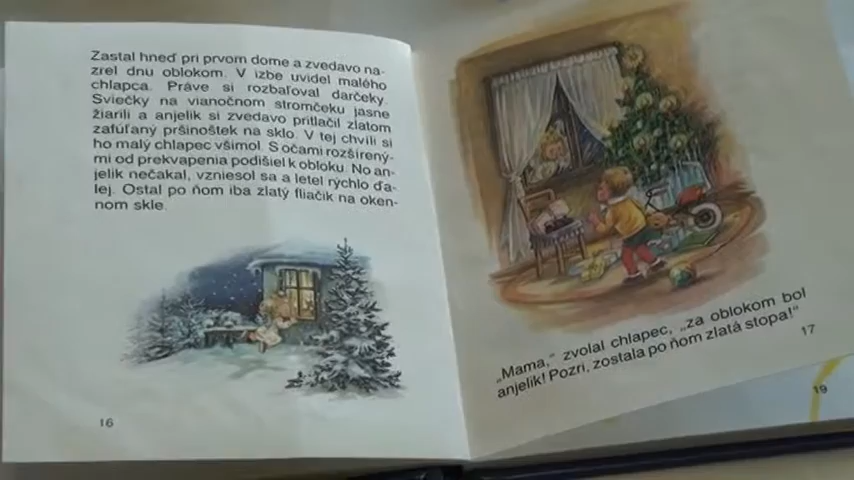 Zastal hneď pri prvom dome a zvedavo na-
zrel dnu oblokom. V izbe uvidel malého
chlapca. Práve si rozbaľoval darčeky.
Sviečky na vianočnom stromčeku jasne
žiarili a anjelik si zvedavo pritlačil zlatom
zafúľaný pršinoštek na sklo. V tej chvíli si
ho malý chlapec všimol. S očami rozšírený-
mi od prekvapenia podišiel k obloku. No an-
jelik nečakal, vzniesol sa a letel rýchlo ďa-
lej. Ostal po ňom iba zlatý fliačik na oken-
nom skle.
16
„Mama,“ zvolal chlapec, „za oblokom bol
anjelik! Pozri, zostala po ňom zlatá stopa!“
17
19